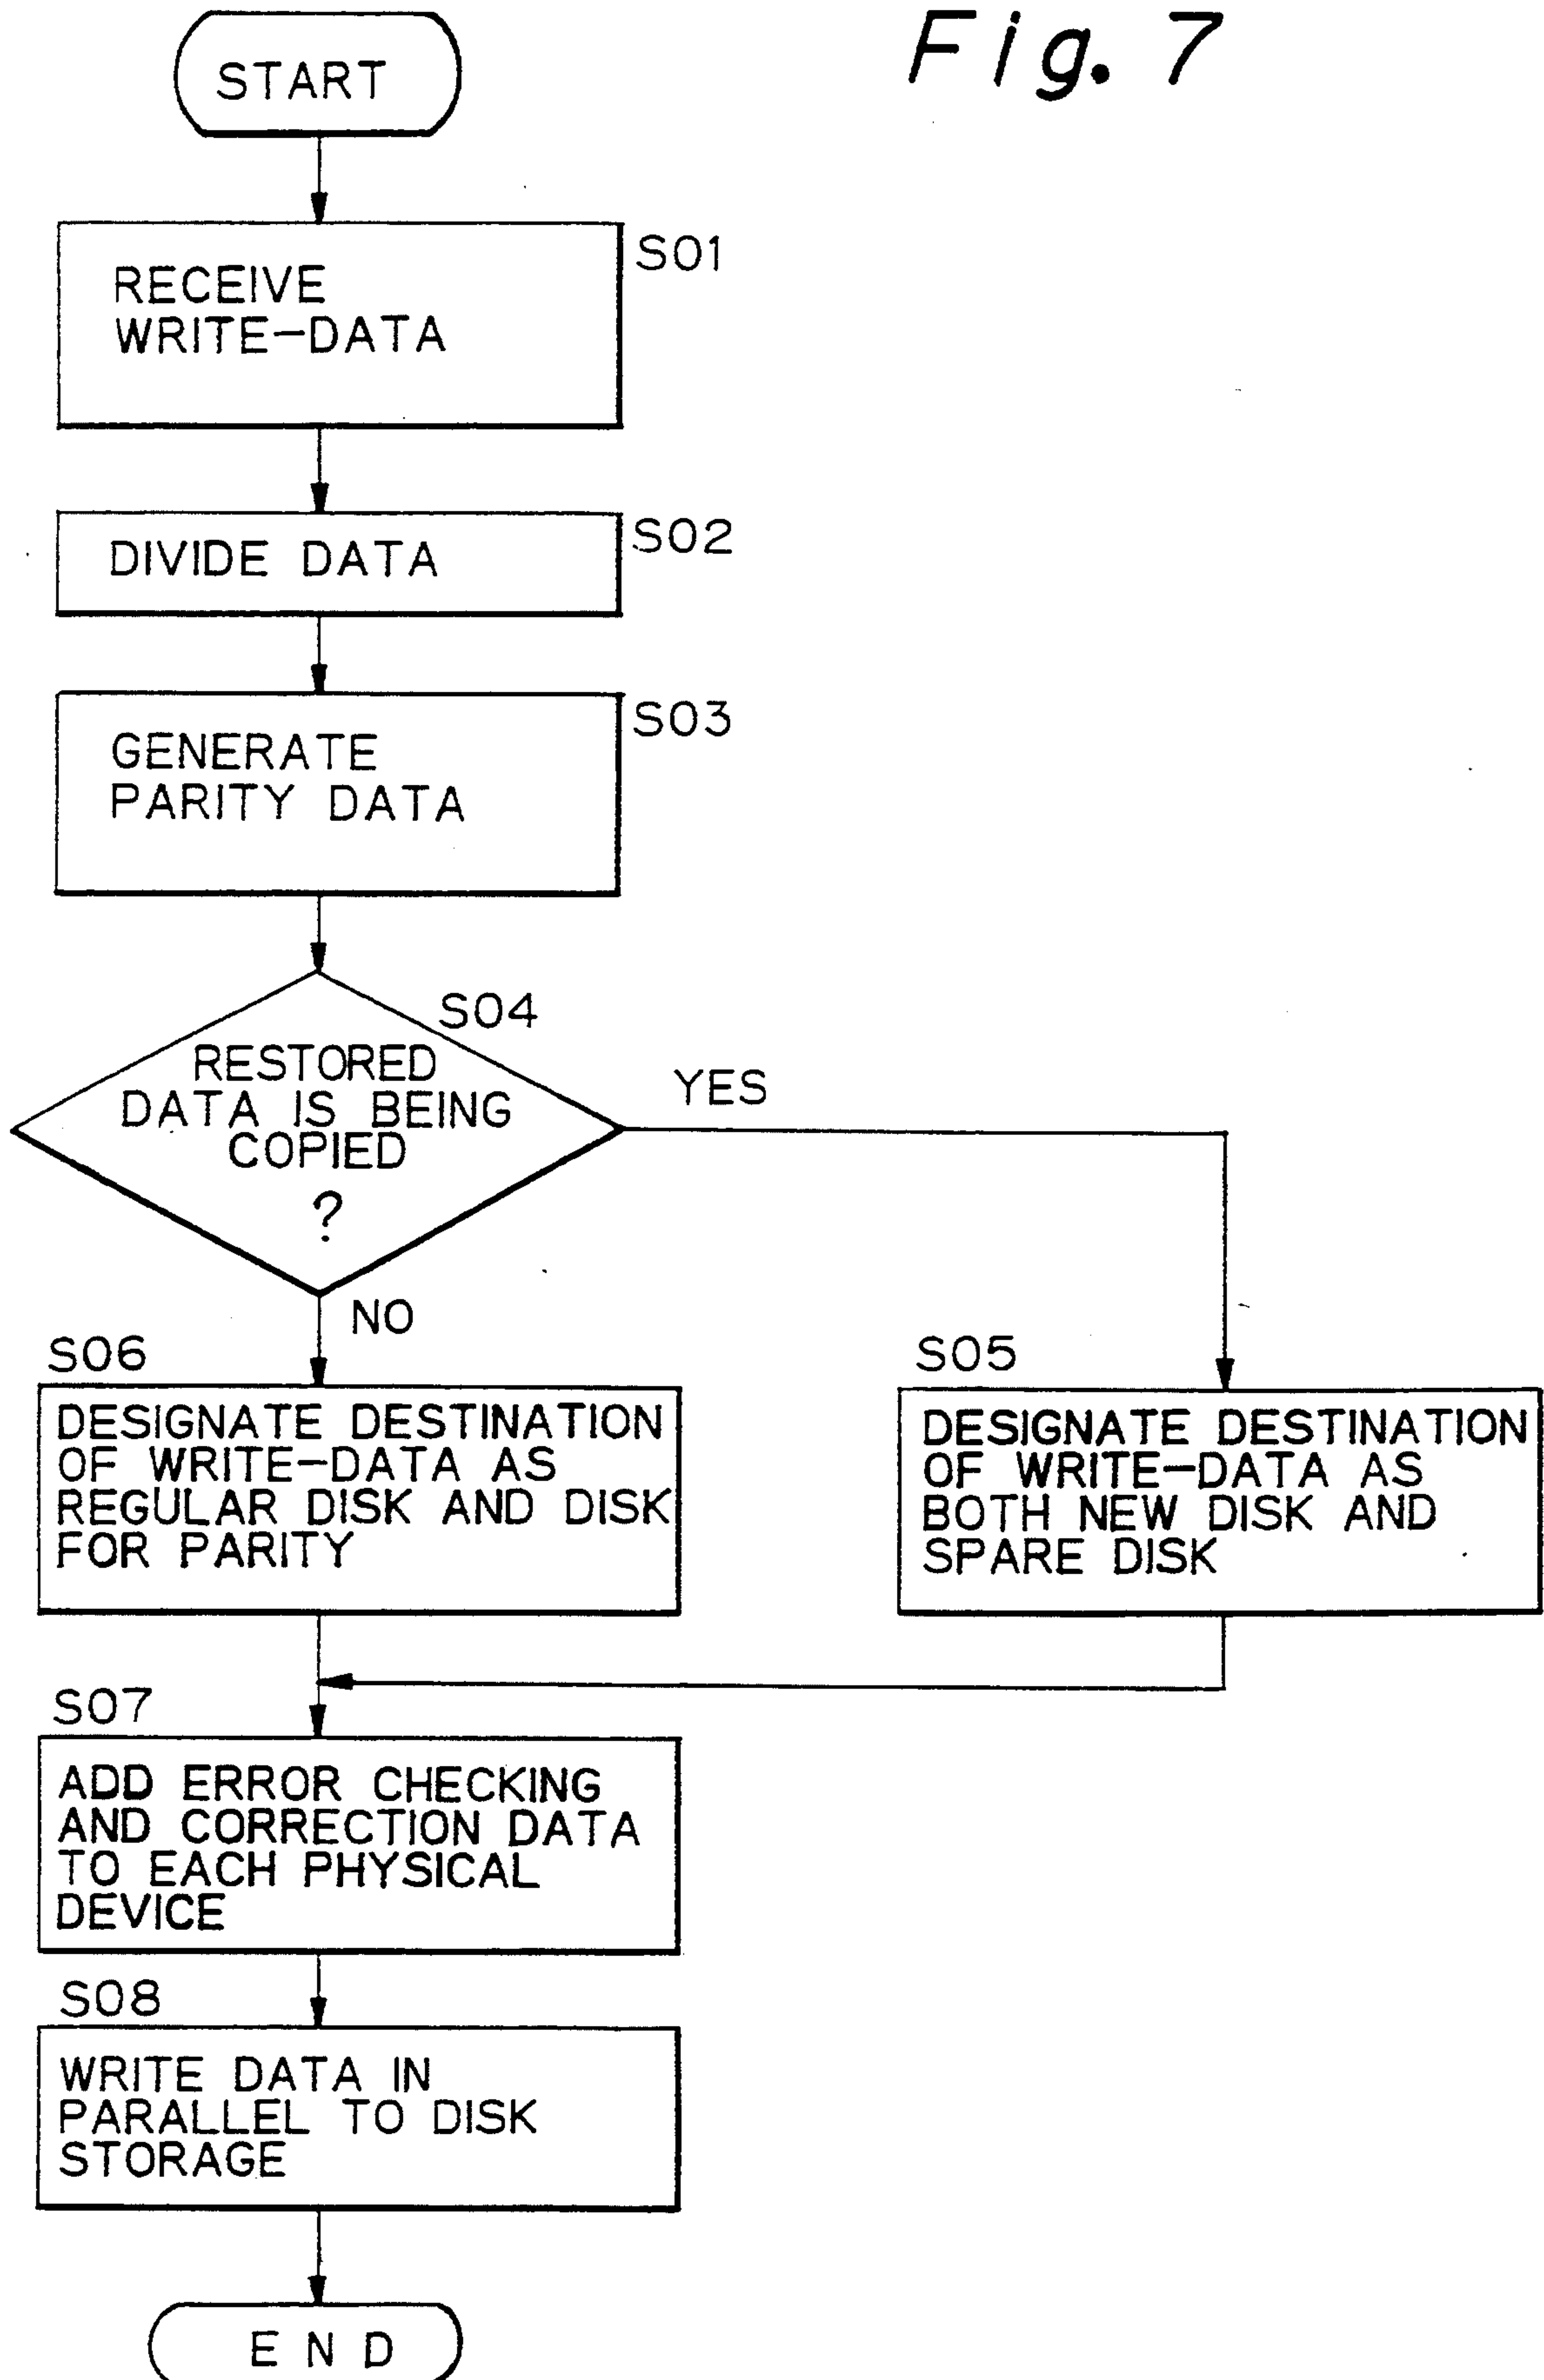 Fig. 7
START
S01
RECEIVE
WRITE-DATA
S02
DIVIDE DATA
S03
GENERATE
PARITY DATA
S04
RESTORED
DATA IS BEING
COPIED
?
YES
NO
S06
DESIGNATE DESTINATION
OF WRITE-DATA AS
REGULAR DISK AND DISK
FOR PARITY
S05
DESIGNATE DESTINATION
OF WRITE-DATA AS
BOTH NEW DISK AND
SPARE DISK
S07
ADD ERROR CHECKING
AND CORRECTION DATA
TO EACH PHYSICAL
DEVICE
S08
WRITE DATA IN
PARALLEL TO DISK
STORAGE
END